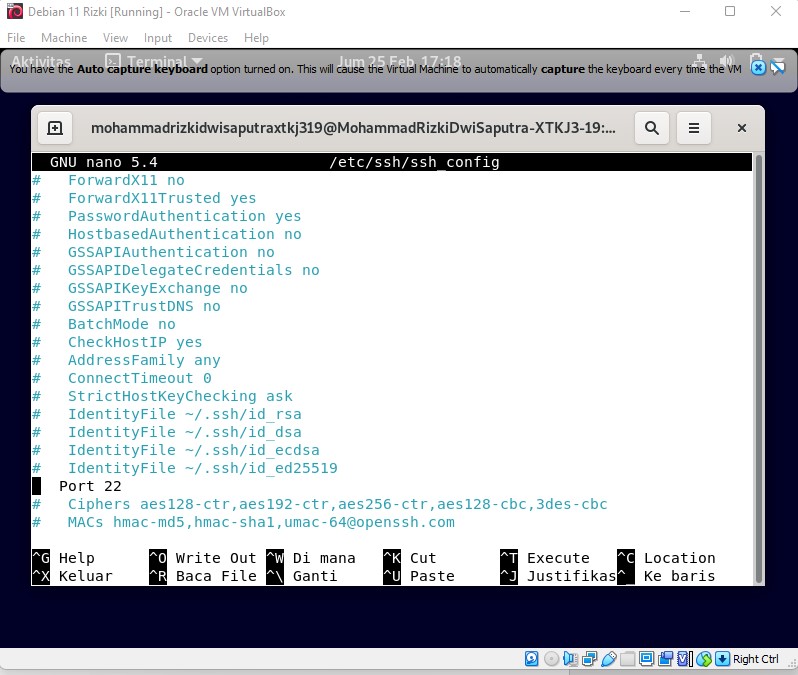 Debian 11 Rizki [Running] - Oracle VM VirtualBox
File Machine View Input Devices Help
Aktivitas Terminal Jum 25 Feb 17:18
You have the Auto capture keyboard option turned on. This will cause the Virtual Machine to automatically capture the keyboard every time the VM
mohammadrizkidwisaputraxtkj319@MohammadRizkiDwiSaputra-XTKJ3-19:...
GNU nano 5.4 /etc/ssh/ssh_config
# ForwardX11 no
# ForwardX11Trusted yes
# PasswordAuthentication yes
# HostbasedAuthentication no
# GSSAPIAuthentication no
# GSSAPIDelegateCredentials no
# GSSAPIKeyExchange no
# GSSAPITrustDNS no
# BatchMode no
# CheckHostIP yes
# AddressFamily any
# ConnectTimeout 0
# StrictHostKeyChecking ask
# IdentityFile ~/.ssh/id_rsa
# IdentityFile ~/.ssh/id_dsa
# IdentityFile ~/.ssh/id_ecdsa
# IdentityFile ~/.ssh/id_ed25519
Port 22
# Ciphers aes128-ctr,aes192-ctr,aes256-ctr,aes128-cbc,3des-cbc
# MACs hmac-md5,hmac-sha1,umac-64@openssh.com
^G Help ^O Write Out ^W Di mana ^K Cut ^T Execute ^C Location
^X Keluar ^R Baca File ^\ Ganti ^U Paste ^J Justifikas ^_ Ke baris
Right Ctrl